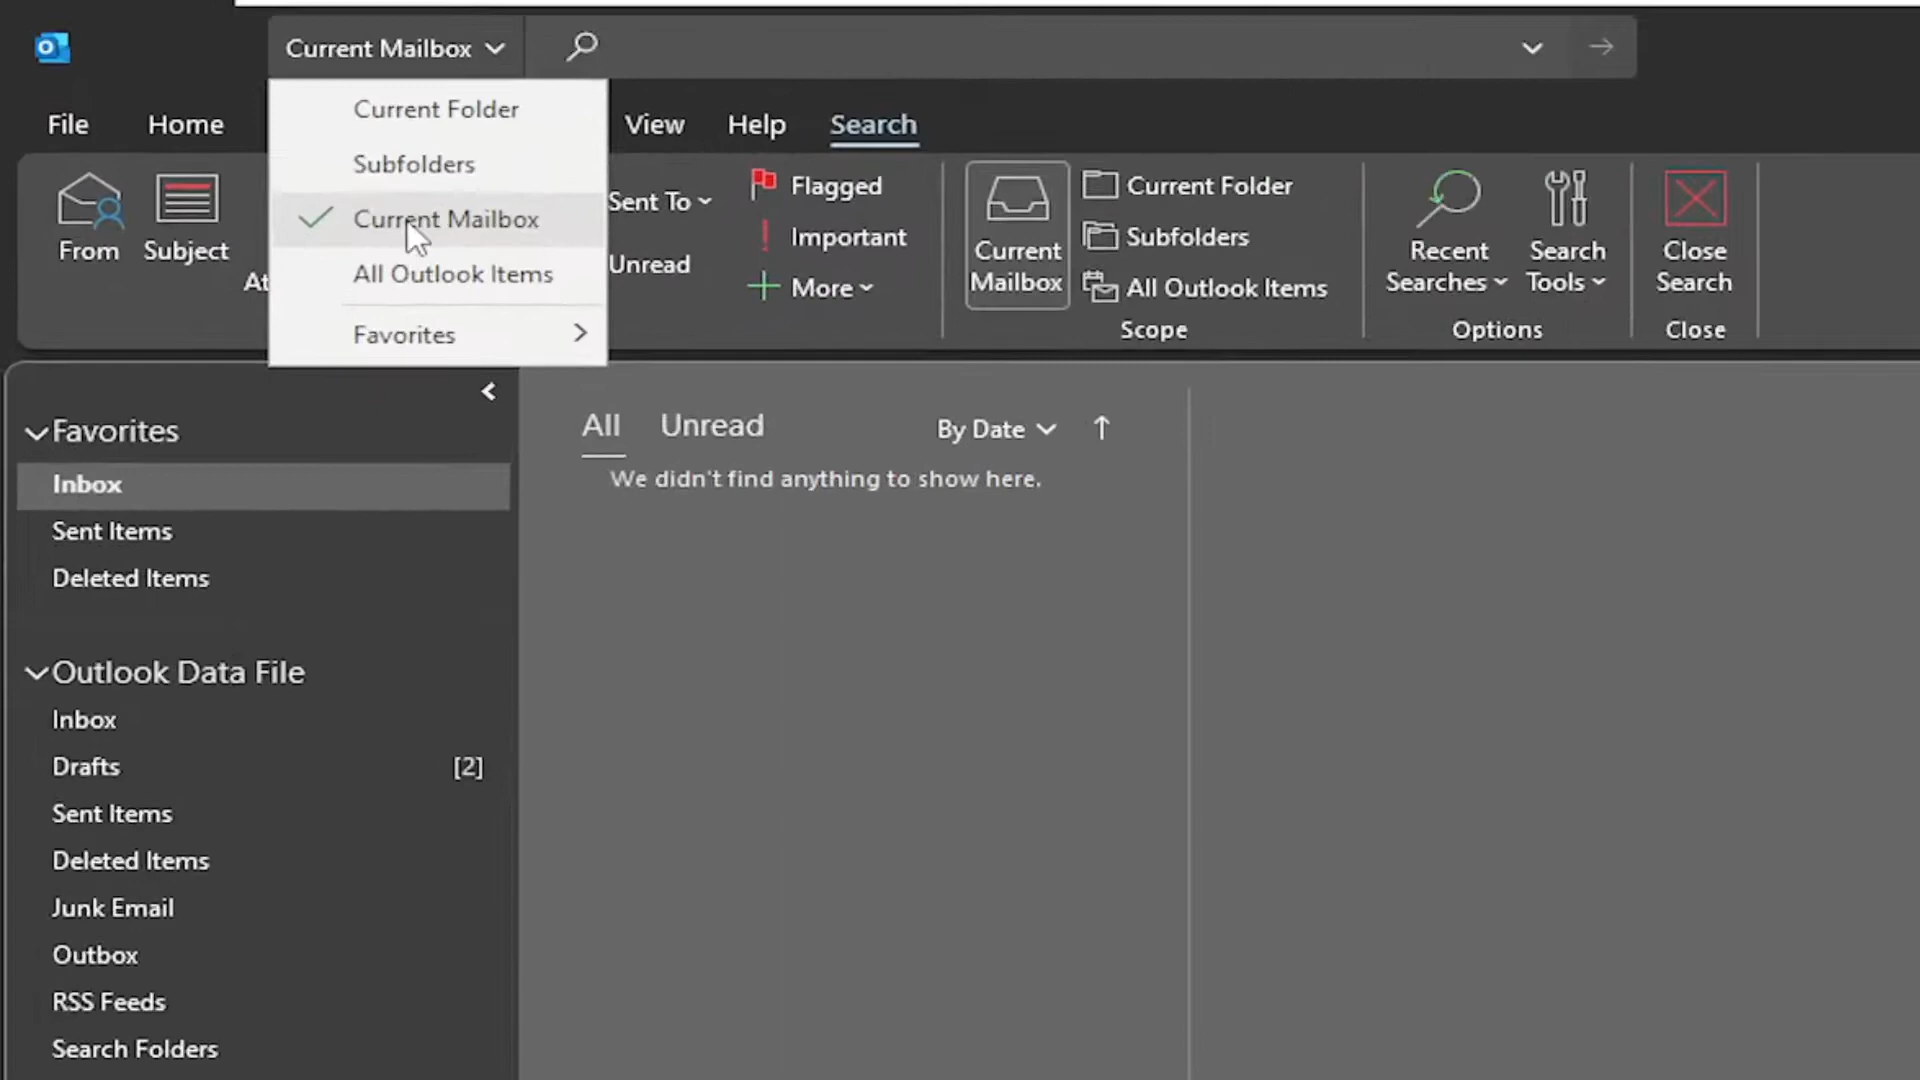 Current Mailbox
Current Folder
Subfolders
Current Mailbox
All Outlook Items
Favorites
File
Home
View
Help
Search
From
Subject
At
Sent To
Unread
Flagged
Important
More
Current
Mailbox
Current Folder
Subfolders
All Outlook Items
Scope
Recent
Searches
Search
Tools
Options
Close
Search
Close
Favorites
Inbox
Sent Items
Deleted Items
Outlook Data File
Inbox
Drafts [2]
Sent Items
Deleted Items
Junk Email
Outbox
RSS Feeds
Search Folders
All Unread By Date
We didn't find anything to show here.